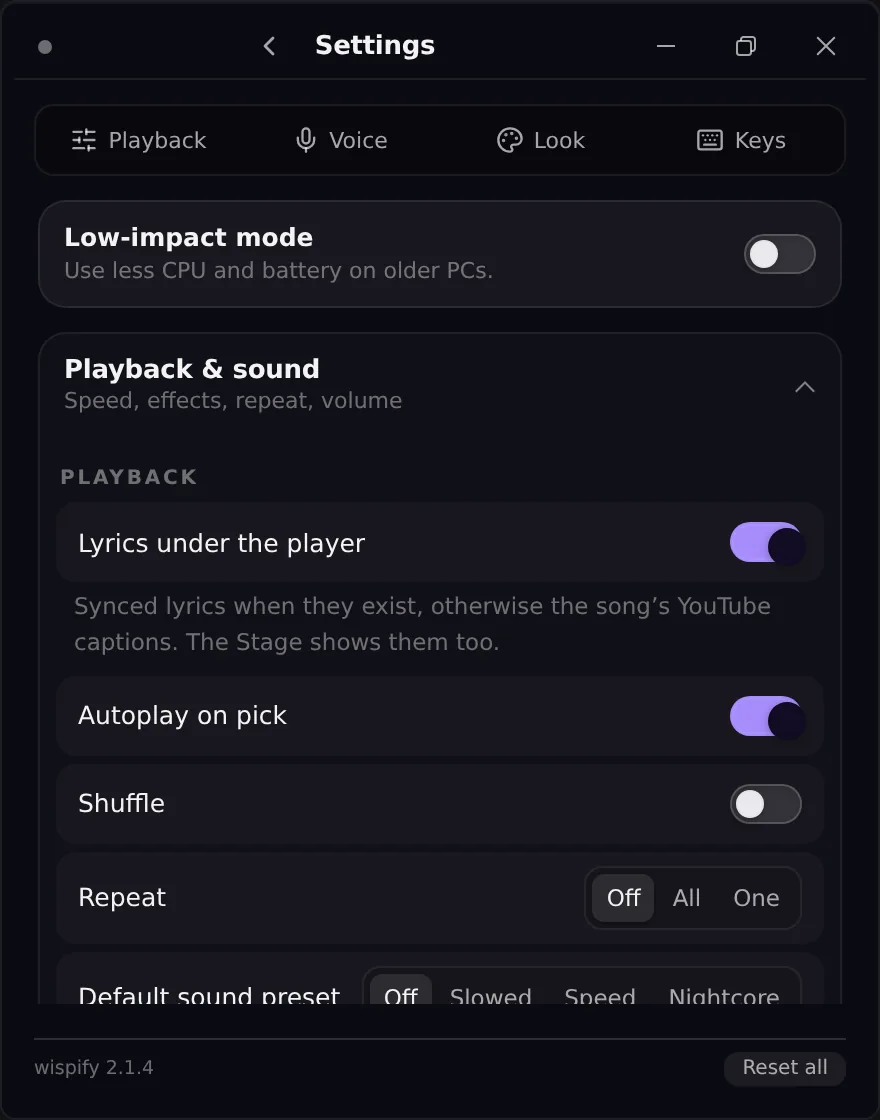 Settings
Playback
Voice
Look
Keys
Low-impact mode
Use less CPU and battery on older PCs.
Playback & sound
Speed, effects, repeat, volume
PLAYBACK
Lyrics under the player
Synced lyrics when they exist, otherwise the song’s YouTube
captions. The Stage shows them too.
Autoplay on pick
Shuffle
Repeat
Off
All
One
Default sound preset
Off
Slowed
Speed
Nightcore
wispify 2.1.4
Reset all